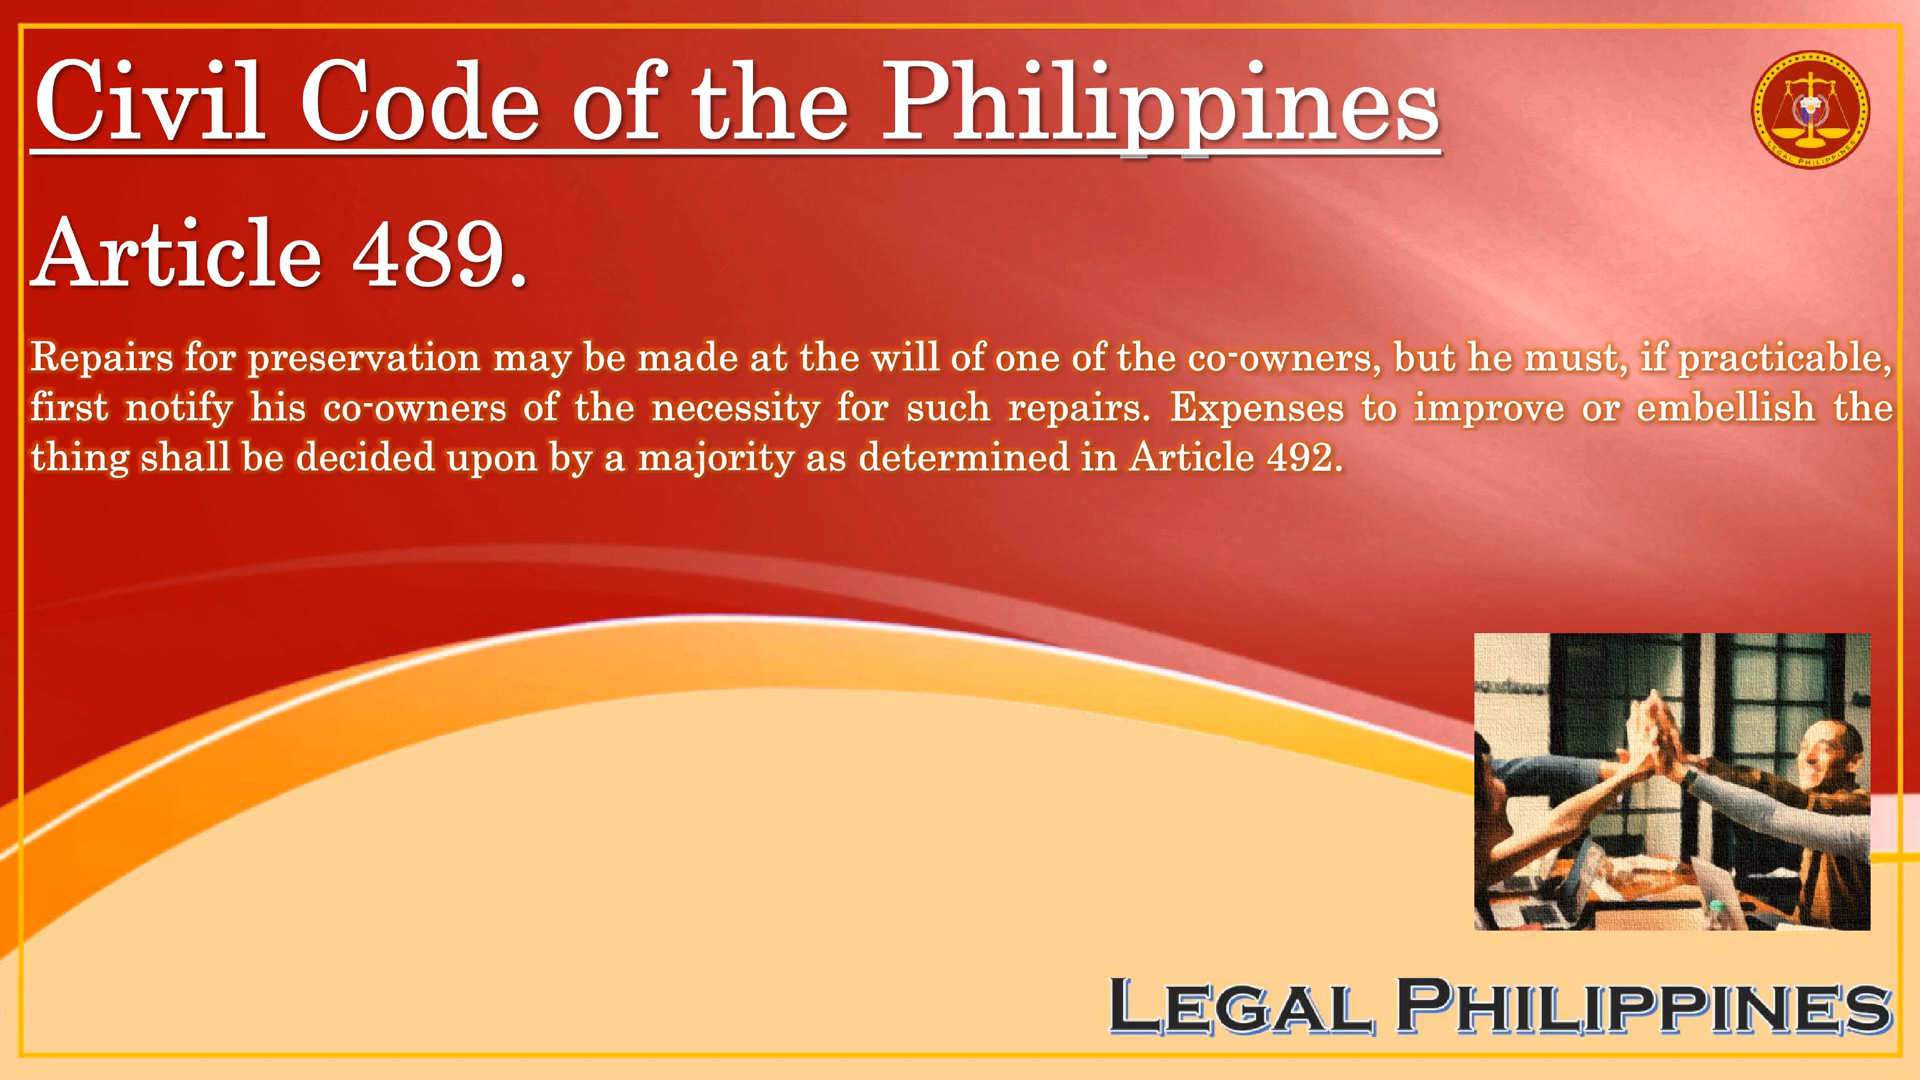 Civil Code of the Philippines
LEGAL PHILIPPINES
Article 489.
Repairs for preservation may be made at the will of one of the co-owners, but he must, if practicable,
first notify his co-owners of the necessity for such repairs. Expenses to improve or embellish the
thing shall be decided upon by a majority as determined in Article 492.
LEGAL PHILIPPINES